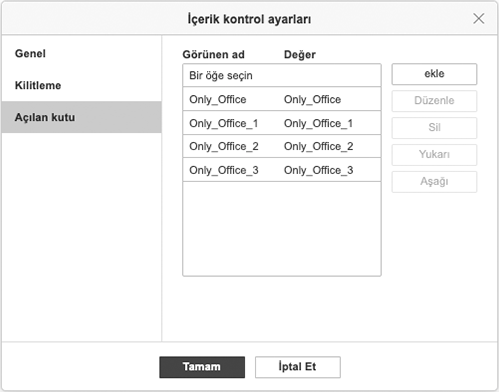 İçerik kontrol ayarları
Genel
Kilitleme
Açılan kutu
Görünen ad Değer
Bir öğe seçin
Only_Office Only_Office
Only_Office_1 Only_Office_1
Only_Office_2 Only_Office_2
Only_Office_3 Only_Office_3
ekle
Düzenle
Sil
Yukarı
Aşağı
Tamam İptal Et